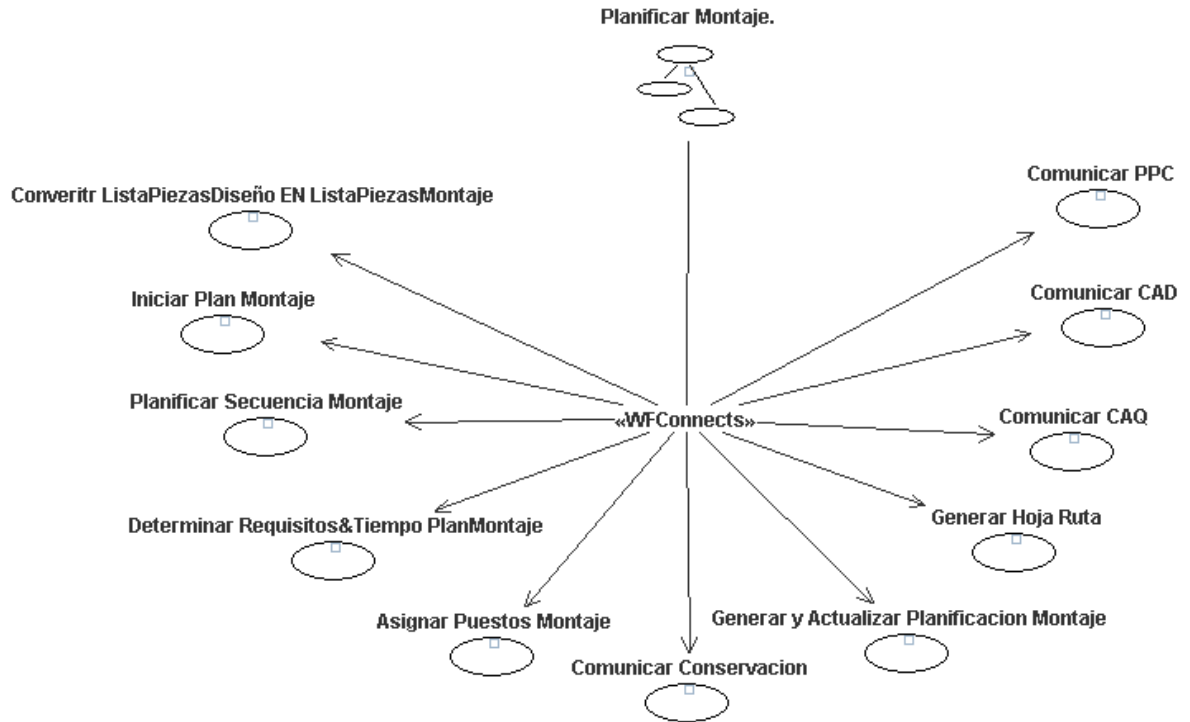 Planificar Montaje.
Converitr ListaPiezasDiseño EN ListaPiezasMontaje
Comunicar PPC
Iniciar Plan Montaje
Comunicar CAD
Planificar Secuencia Montaje
«WFConnects»
Comunicar CAQ
Determinar Requisitos&Tiempo PlanMontaje
Generar Hoja Ruta
Asignar Puestos Montaje
Generar y Actualizar Planificacion Montaje
Comunicar Conservacion